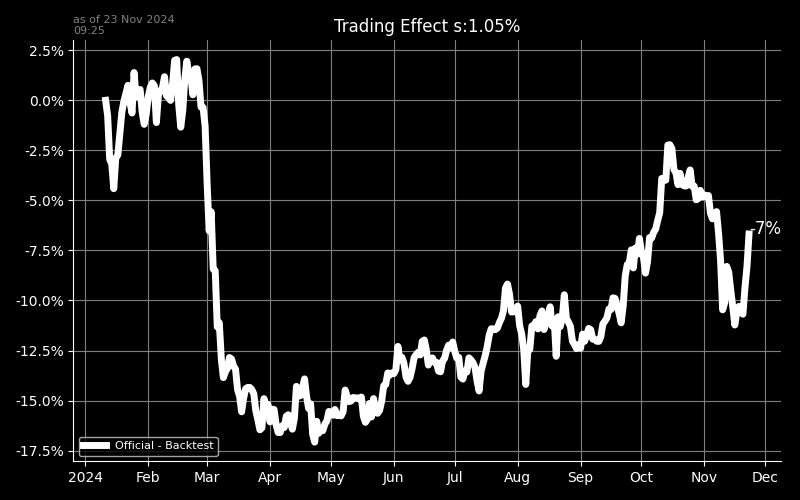 as of 23 Nov 2024
09:25
Trading Effect s:1.05%
2.5%
0.0%
-2.5%
-5.0%
-7.5%
-10.0%
-12.5%
-15.0%
-17.5%
-7%
Official - Backtest
2024 Feb Mar Apr May Jun Jul Aug Sep Oct Nov Dec